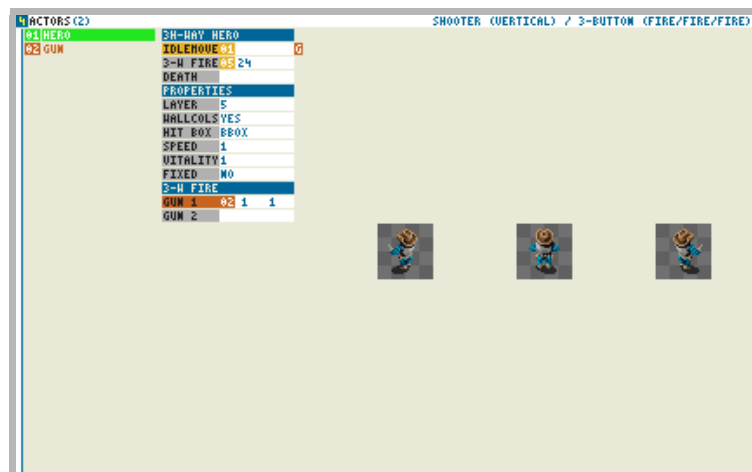 4 ACTORS(2) SHOOTER (VERTICAL) / 3-BUTTON (FIRE/FIRE/FIRE)
01 HERO 3H-WAY HERO
02 GUN IDLEMOVE 01 G
3-W FIRE 05 24
DEATH
PROPERTIES
LAYER 5
WALLCOLS YES
HIT BOX BBOX
SPEED 1
VITALITY 1
FIXED NO
3-W FIRE
GUN 1 02 1 1
GUN 2